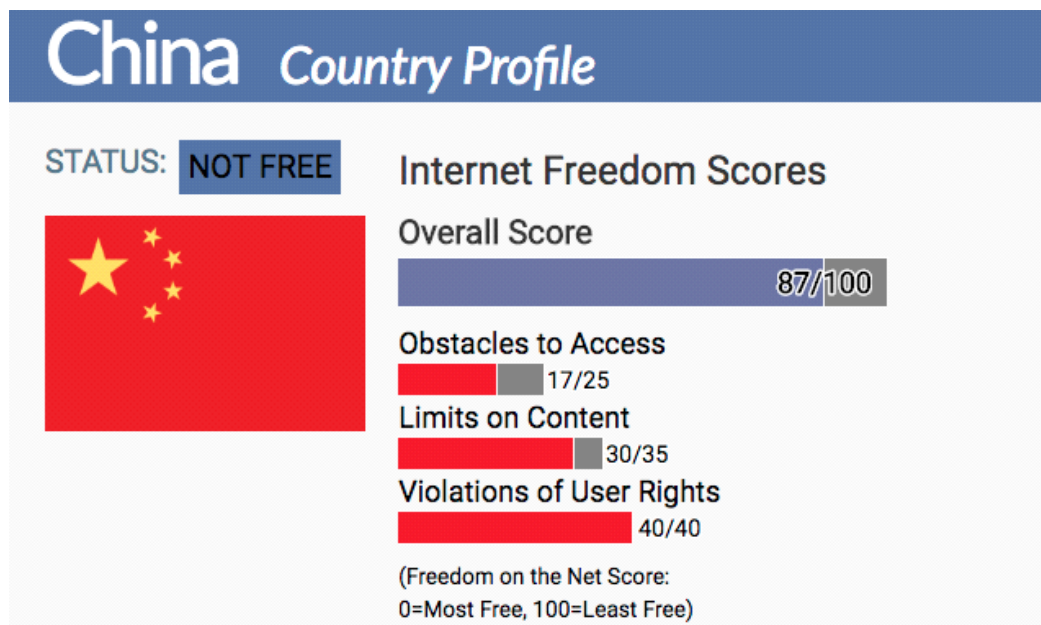 China Country Profile
STATUS: NOT FREE
Internet Freedom Scores
Overall Score
87/100
Obstacles to Access
17/25
Limits on Content
30/35
Violations of User Rights
40/40
(Freedom on the Net Score:
0=Most Free, 100=Least Free)